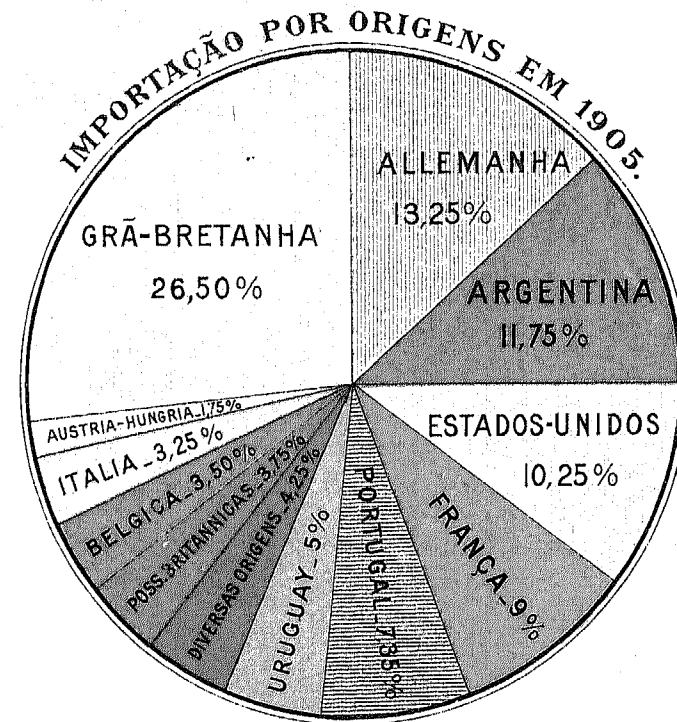 IMPORTAÇÃO POR ORIGENS EM 1905.
ALLEMANHA
13,25%
ARGENTINA
11,75%
ESTADOS-UNIDOS
10,25%
FRANÇA_9%
PORTUGAL_7,35%
URUGUAY_5%
DIVERSAS ORIGENS_4,25%
POSS.BRITANNICAS_3,75%
BELGICA_3,50%
ITALIA_3,25%
AUSTRIA-HUNGRIA_1,75%
GRÃ-BRETANHA
26,50%